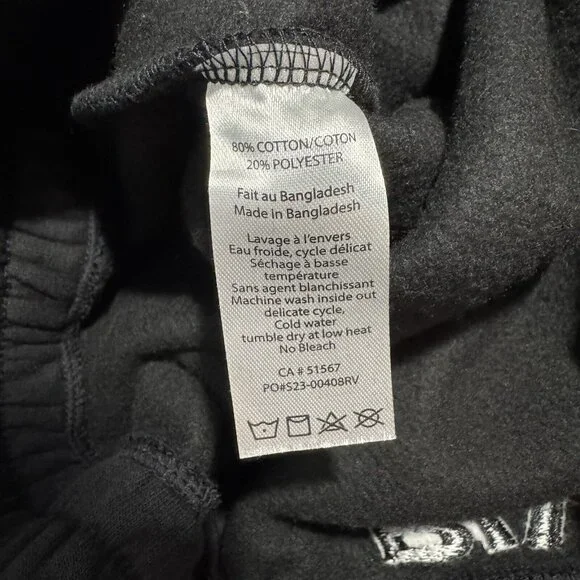 80% COTTON/COTON
20% POLYESTER
Fait au Bangladesh
Made in Bangladesh
Lavage à l'envers
Eau froide, cycle délicat
Séchage à basse
température
Sans agent blanchissant
Machine wash inside out
delicate cycle,
Cold water
tumble dry at low heat
No Bleach
CA # 51567
PO#S23-00408RV